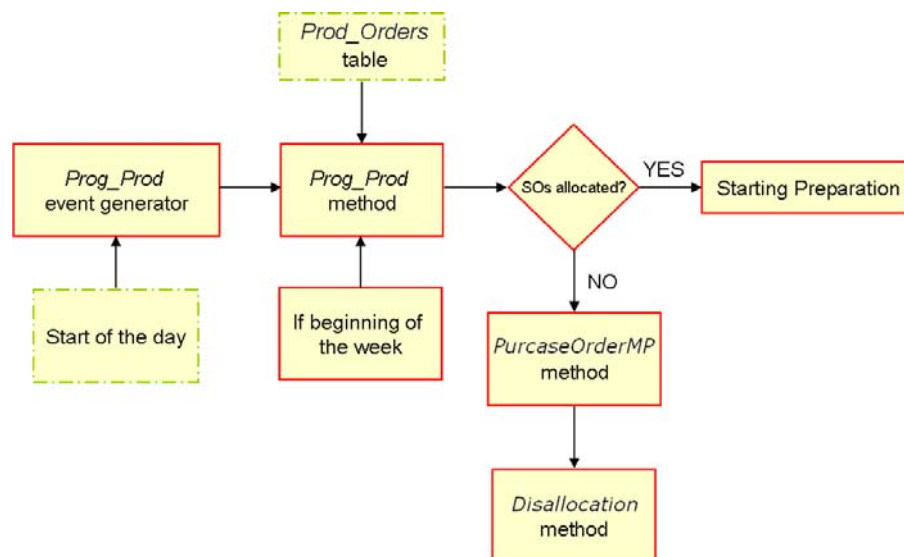 Prod_Orders
table
Prog_Prod
event generator
Prog_Prod
method
SOs allocated?
YES
Starting Preparation
NO
Start of the day
If beginning of
the week
PurcaseOrderMP
method
Disallocation
method